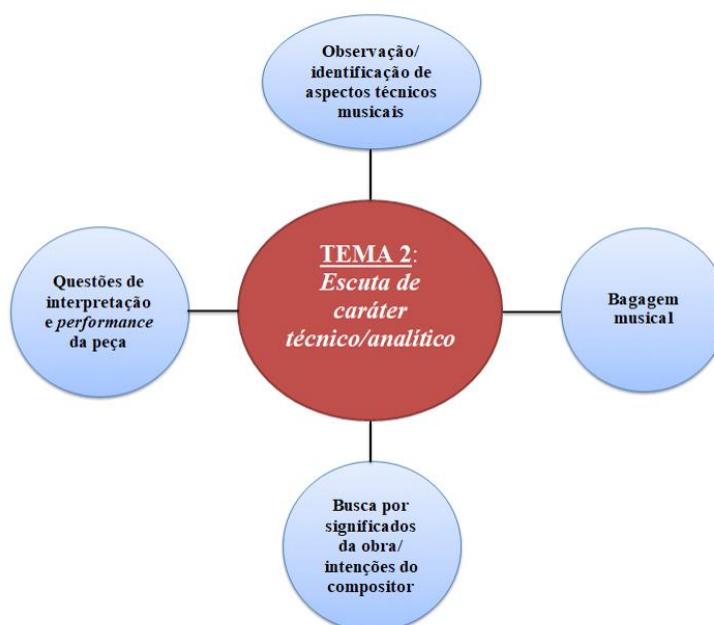 Observação/
identificação de
aspectos técnicos
musicais
TEMA 2:
Escuta de
caráter
técnico/analítico
Questões de
interpretação
e performance
da peça
Bagagem
musical
Busca por
significados
da obra/
intenções do
compositor